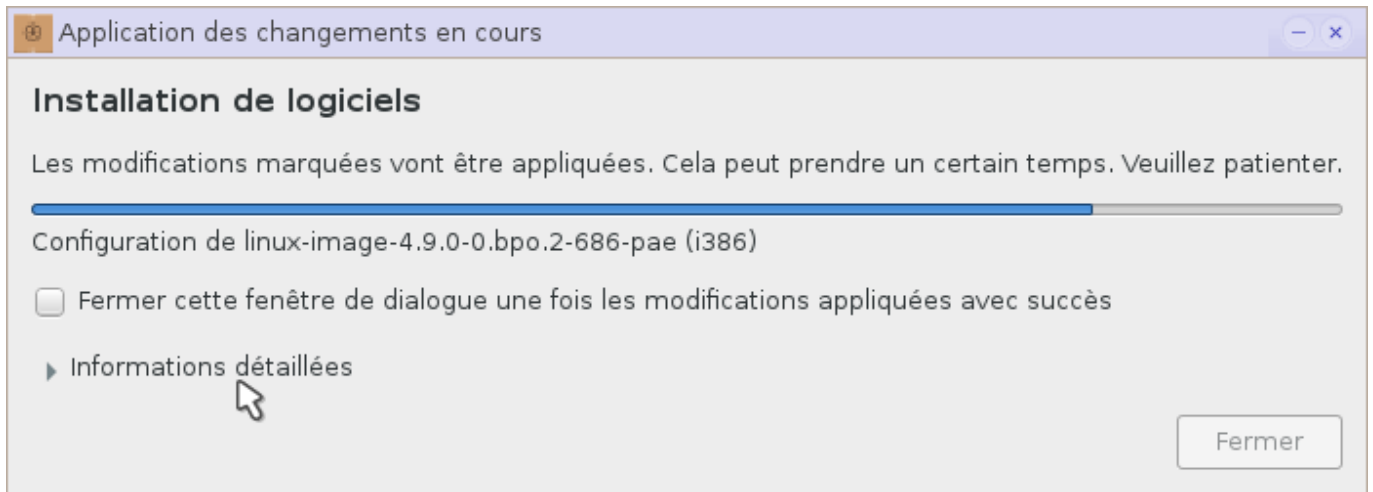 Application des changements en cours
Installation de logiciels
Les modifications marquées vont être appliquées. Cela peut prendre un certain temps. Veuillez patienter.
Configuration de linux-image-4.9.0-0.bpo.2-686-pae (i386)
Fermer cette fenêtre de dialogue une fois les modifications appliquées avec succès
Informations détaillées
Fermer